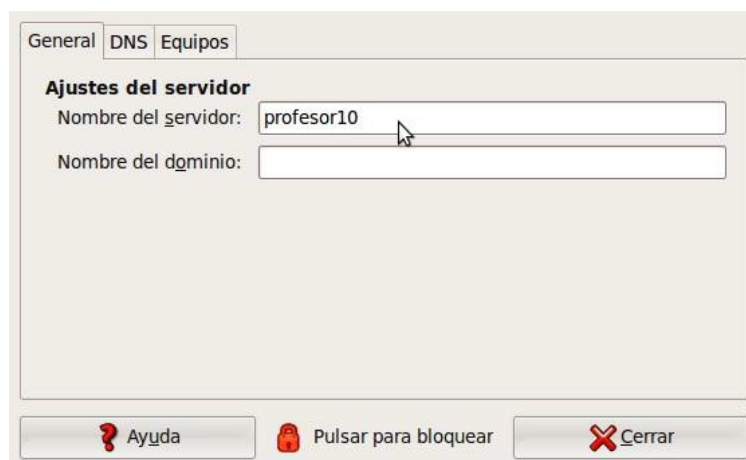 General DNS Equipos
Ajustes del servidor
Nombre del servidor: profesor10
Nombre del dominio:
Ayuda Pulsar para bloquear Cerrar